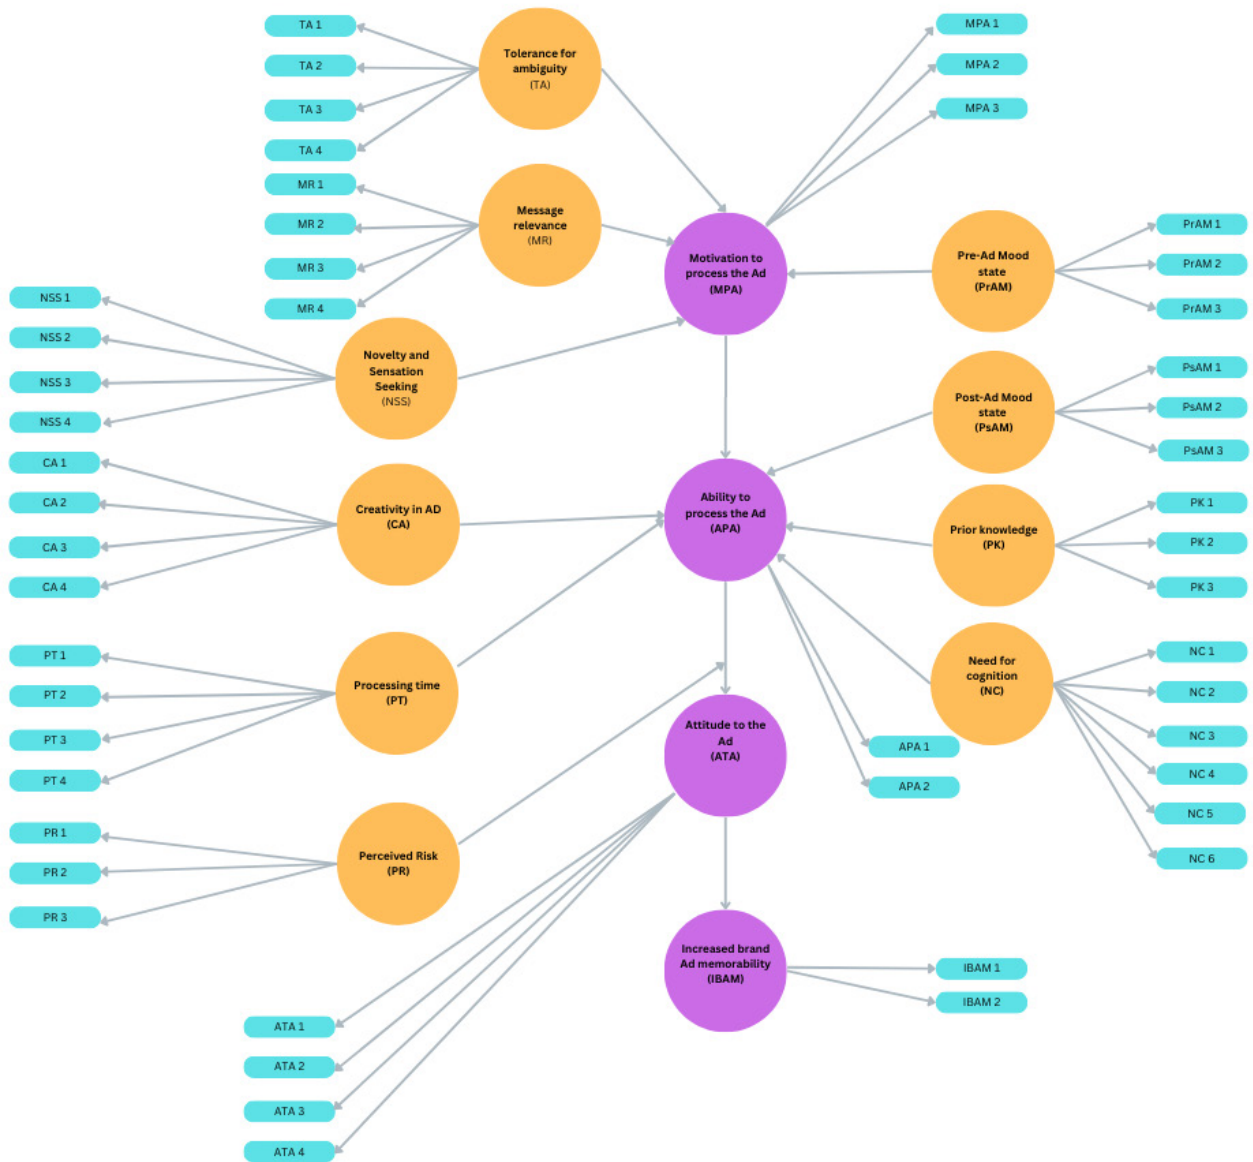 TA 1
TA 2
TA 3
TA 4
Tolerance for
ambiguity
(TA)
MPA 1
MPA 2
MPA 3
MR 1
MR 2
MR 3
MR 4
Message
relevance
(MR)
Motivation to
process the Ad
(MPA)
Pre-Ad Mood
state
(PrAM)
PrAM 1
PrAM 2
PrAM 3
NSS 1
NSS 2
NSS 3
NSS 4
Novelty and
Sensation
Seeking
(NSS)
Post-Ad Mood
state
(PsAM)
PsAM 1
PsAM 2
PsAM 3
CA 1
CA 2
CA 3
CA 4
Creativity in AD
(CA)
Ability to
process the Ad
(APA)
Prior knowledge
(PK)
PK 1
PK 2
PK 3
PT 1
PT 2
PT 3
PT 4
Processing time
(PT)
Attitude to the
Ad
(ATA)
Need for
cognition
(NC)
NC 1
NC 2
NC 3
NC 4
NC 5
NC 6
APA 1
APA 2
PR 1
PR 2
PR 3
Perceived Risk
(PR)
Increased brand
Ad memorability
(IBAM)
IBAM 1
IBAM 2
ATA 1
ATA 2
ATA 3
ATA 4